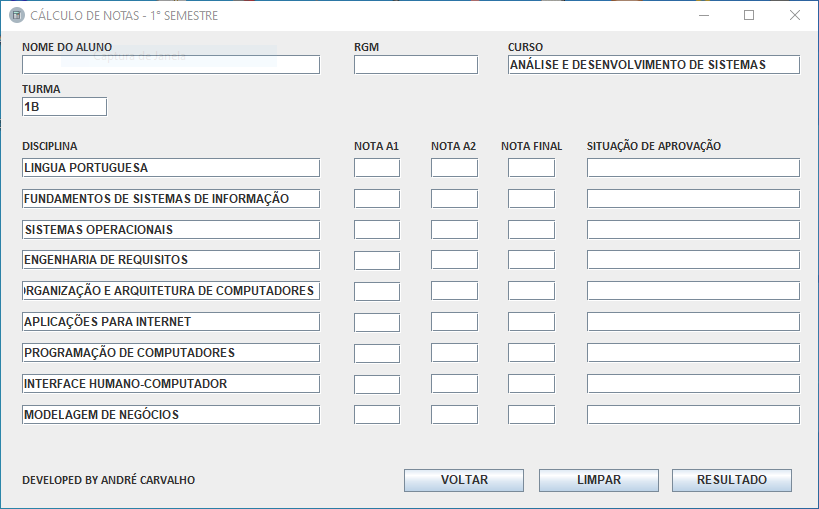 CÁLCULO DE NOTAS - 1° SEMESTRE
NOME DO ALUNO RGM CURSO
Captura de Janela
ANÁLISE E DESENVOLVIMENTO DE SISTEMAS
TURMA
1B
DISCIPLINA NOTA A1 NOTA A2 NOTA FINAL SITUAÇÃO DE APROVAÇÃO
LINGUA PORTUGUESA
FUNDAMENTOS DE SISTEMAS DE INFORMAÇÃO
SISTEMAS OPERACIONAIS
ENGENHARIA DE REQUISITOS
ORGANIZAÇÃO E ARQUITETURA DE COMPUTADORES
APLICAÇÕES PARA INTERNET
PROGRAMAÇÃO DE COMPUTADORES
INTERFACE HUMANO-COMPUTADOR
MODELAGEM DE NEGÓCIOS
DEVELOPED BY ANDRÉ CARVALHO VOLTAR LIMPAR RESULTADO